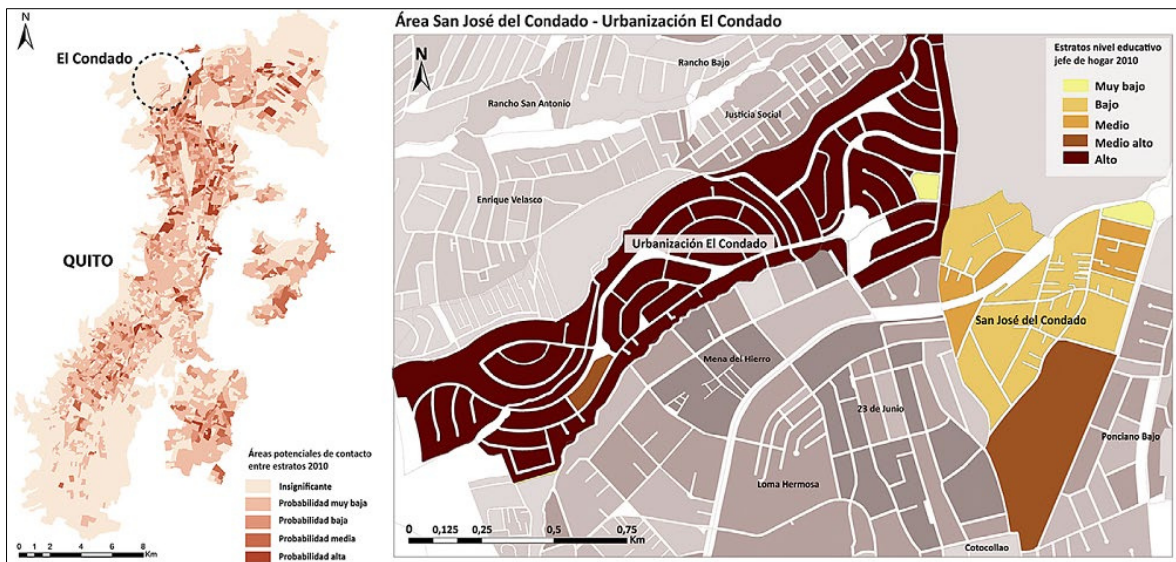 N
El Condado
QUITO
Áreas potenciales de contacto
entre estratos 2010
Insignificante
Probabilidad muy baja
Probabilidad baja
Probabilidad media
Probabilidad alta
0 1 2 4 6 8
Km
Área San José del Condado - Urbanización El Condado
N
Rancho Bajo
Rancho San Antonio
Justicia Social
Enrique Velasco
Urbanización El Condado
San José del Condado
Mena del Hierro
23 de Junio
Ponciano Bajo
Loma Hermosa
Cotocollao
Estratos nivel educativo
jefe de hogar 2010
Muy bajo
Bajo
Medio
Medio alto
Alto
0 0,125 0,25 0,5 0,75
Km